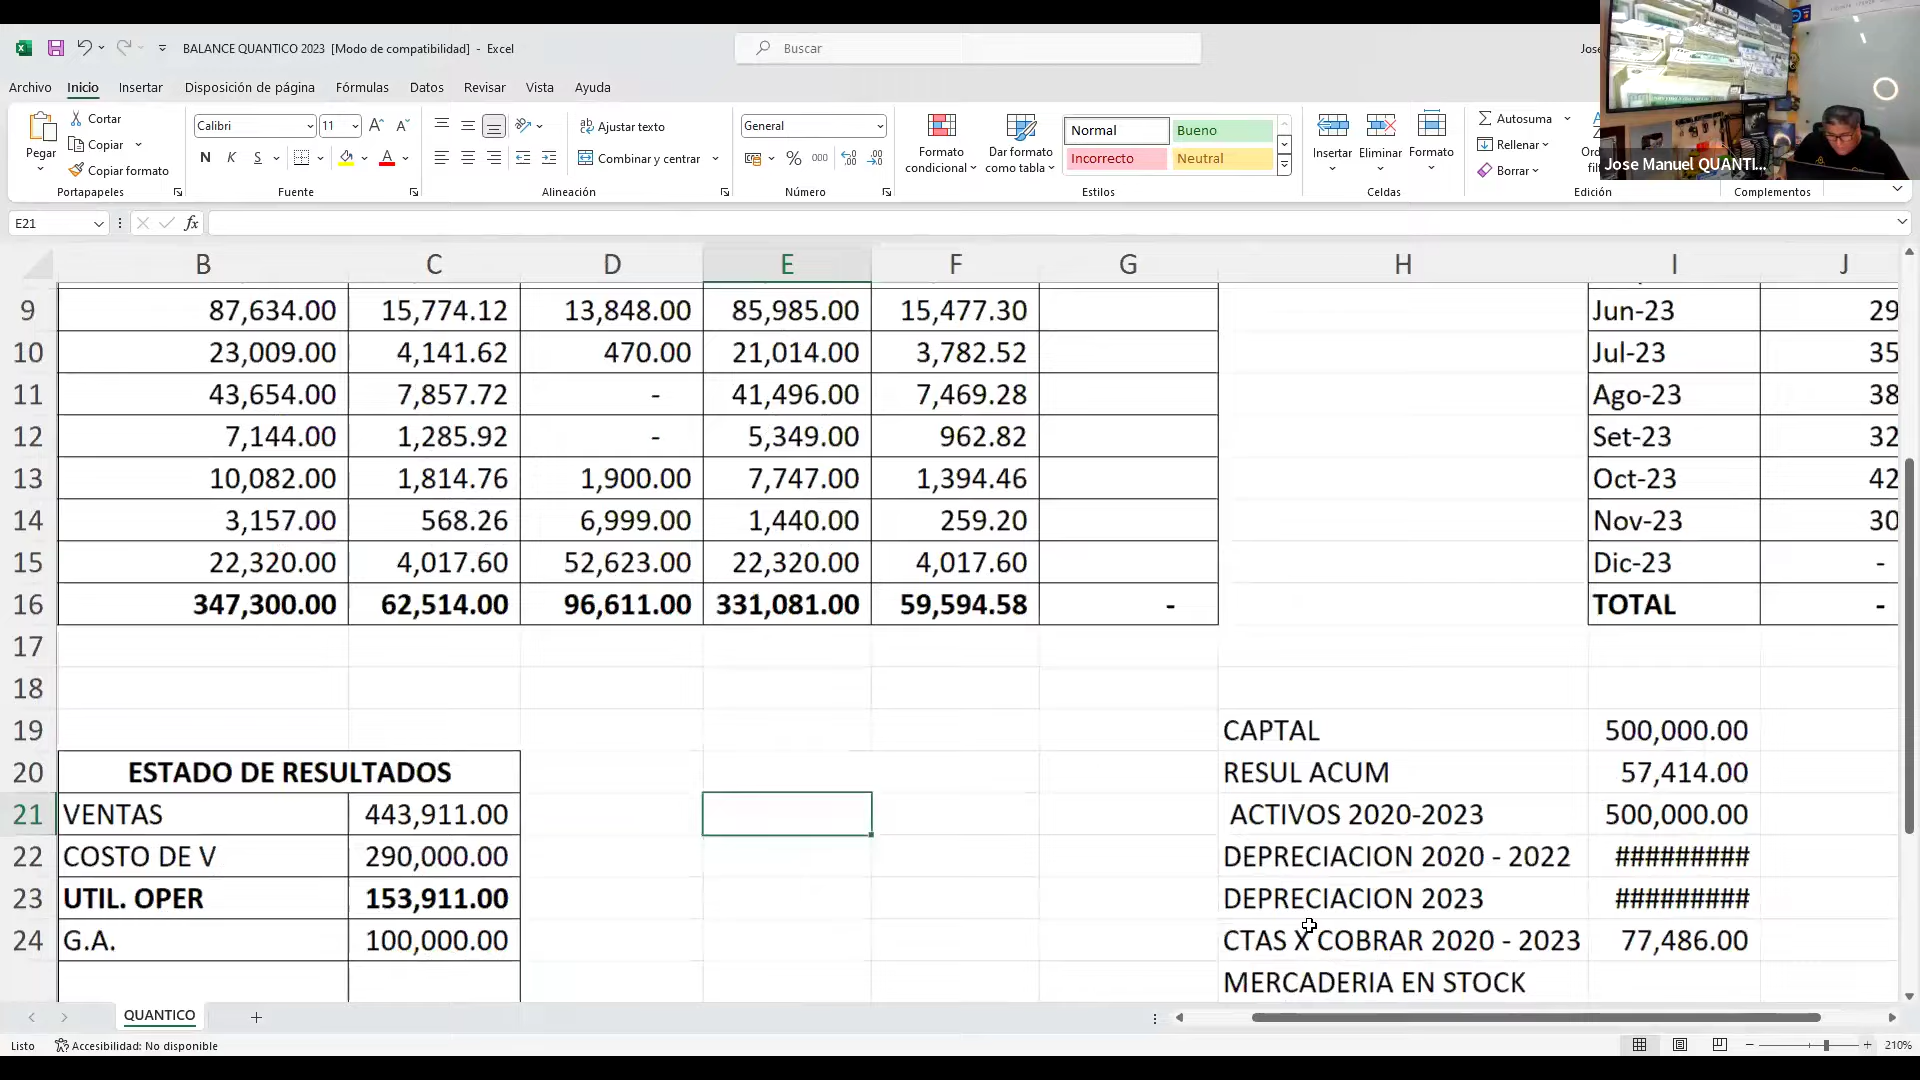 BALANCE QUANTICO 2023 [Modo de compatibilidad] - Excel
Buscar
Archivo Inicio Insertar Disposición de página Fórmulas Datos Revisar Vista Ayuda
Pegar
Cortar
Copiar
Copiar formato
Portapapeles
Calibri 11
N K S
Fuente
Ajustar texto
Combinar y centrar
Alineación
General
% 000
Número
Formato condicional
Dar formato como tabla
Normal Bueno
Incorrecto Neutral
Estilos
Insertar Eliminar Formato
Celdas
Autosuma
Rellenar
Borrar
Edición
Complementos
Jose Manuel QUANTI...
E21 fx
B C D E F G H I J
9 87,634.00 15,774.12 13,848.00 85,985.00 15,477.30 Jun-23 29
10 23,009.00 4,141.62 470.00 21,014.00 3,782.52 Jul-23 35
11 43,654.00 7,857.72 - 41,496.00 7,469.28 Ago-23 38
12 7,144.00 1,285.92 - 5,349.00 962.82 Set-23 32
13 10,082.00 1,814.76 1,900.00 7,747.00 1,394.46 Oct-23 42
14 3,157.00 568.26 6,999.00 1,440.00 259.20 Nov-23 30
15 22,320.00 4,017.60 52,623.00 22,320.00 4,017.60 Dic-23 -
16 347,300.00 62,514.00 96,611.00 331,081.00 59,594.58 - TOTAL -
17
18
19 CAPTAL 500,000.00
20 ESTADO DE RESULTADOS RESUL ACUM 57,414.00
21 VENTAS 443,911.00 ACTIVOS 2020-2023 500,000.00
22 COSTO DE V 290,000.00 DEPRECIACION 2020 - 2022 #########
23 UTIL. OPER 153,911.00 DEPRECIACION 2023 #########
24 G.A. 100,000.00 CTAS X COBRAR 2020 - 2023 77,486.00
MERCADERIA EN STOCK
QUANTICO
Listo Accesibilidad: No disponible 210%